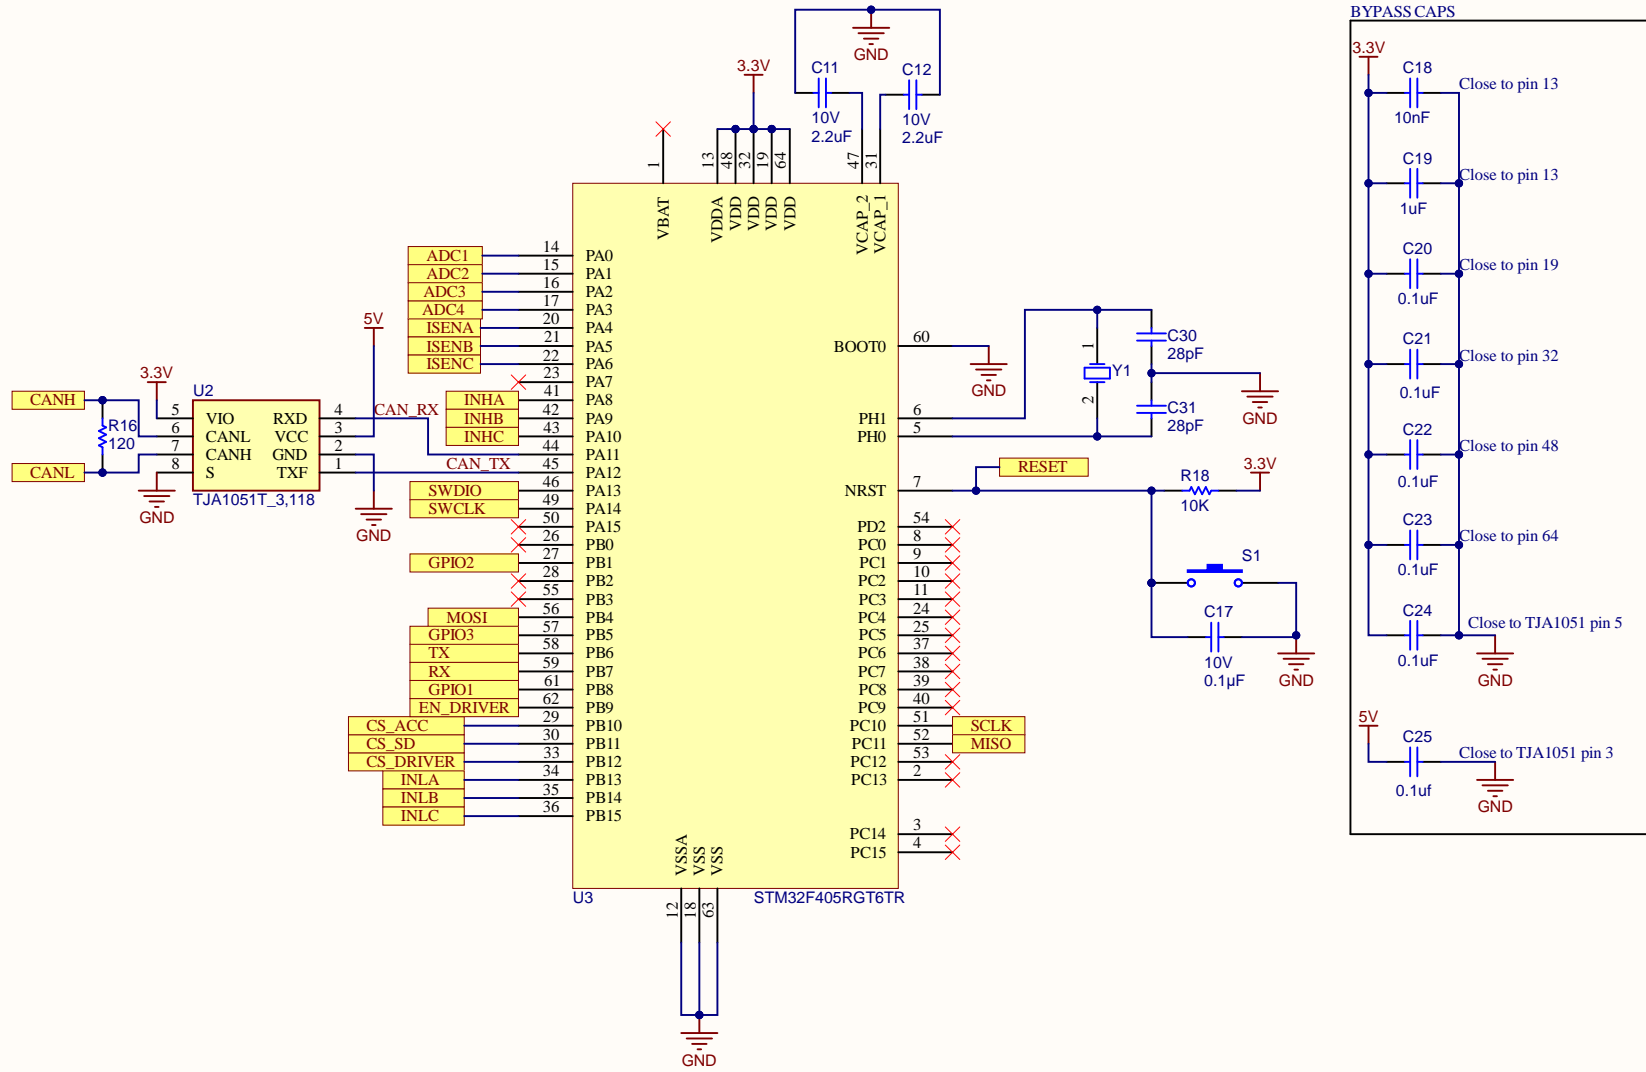 BYPASS CAPS
GND
3.3V
C11
10V
2.2uF
C12
10V
2.2uF
1
13
48
32
19
64
47
31
VBAT
VDDA
VDD
VDD
VDD
VDD
VCAP_2
VCAP_1
ADC1 14 PA0
ADC2 15 PA1
ADC3 16 PA2
ADC4 17 PA3
ISENA 20 PA4
ISENB 21 PA5
ISENC 22 PA6
23 PA7
INHA 41 PA8
INHB 42 PA9
INHC 43 PA10
44 PA11
45 PA12
SWDIO 46 PA13
SWCLK 49 PA14
50 PA15
26 PB0
GPIO2 27 PB1
28 PB2
55 PB3
MOSI 56 PB4
GPIO3 57 PB5
TX 58 PB6
RX 59 PB7
GPIO1 61 PB8
EN_DRIVER 62 PB9
CS_ACC 29 PB10
CS_SD 30 PB11
CS_DRIVER 33 PB12
INLA 34 PB13
INLB 35 PB14
INLC 36 PB15
CAN_RX
CAN_TX
5V
3.3V
U2
CANH
R16
120
CANL
5 VIO RXD 4
6 CANL VCC 3
7 CANH GND 2
8 S TXF 1
TJA1051T_3,118
GND
GND
BOOT0 60
GND
PH1 6
PH0 5
1
2
Y1
C30
28pF
C31
28pF
GND
RESET
NRST 7
R18
10K
3.3V
S1
C17
10V
0.1µF
GND
PD2 54
PC0 8
PC1 9
PC2 10
PC3 11
PC4 24
PC5 25
PC6 37
PC7 38
PC8 39
PC9 40
PC10 51 SCLK
PC11 52 MISO
PC12 53
PC13 2
PC14 3
PC15 4
VSSA
VSS
VSS
U3
STM32F405RGT6TR
12
18
63
GND
3.3V
C18
10nF
Close to pin 13
C19
1uF
Close to pin 13
C20
0.1uF
Close to pin 19
C21
0.1uF
Close to pin 32
C22
0.1uF
Close to pin 48
C23
0.1uF
Close to pin 64
C24
0.1uF
Close to TJA1051 pin 5
GND
5V
C25
0.1uf
Close to TJA1051 pin 3
GND